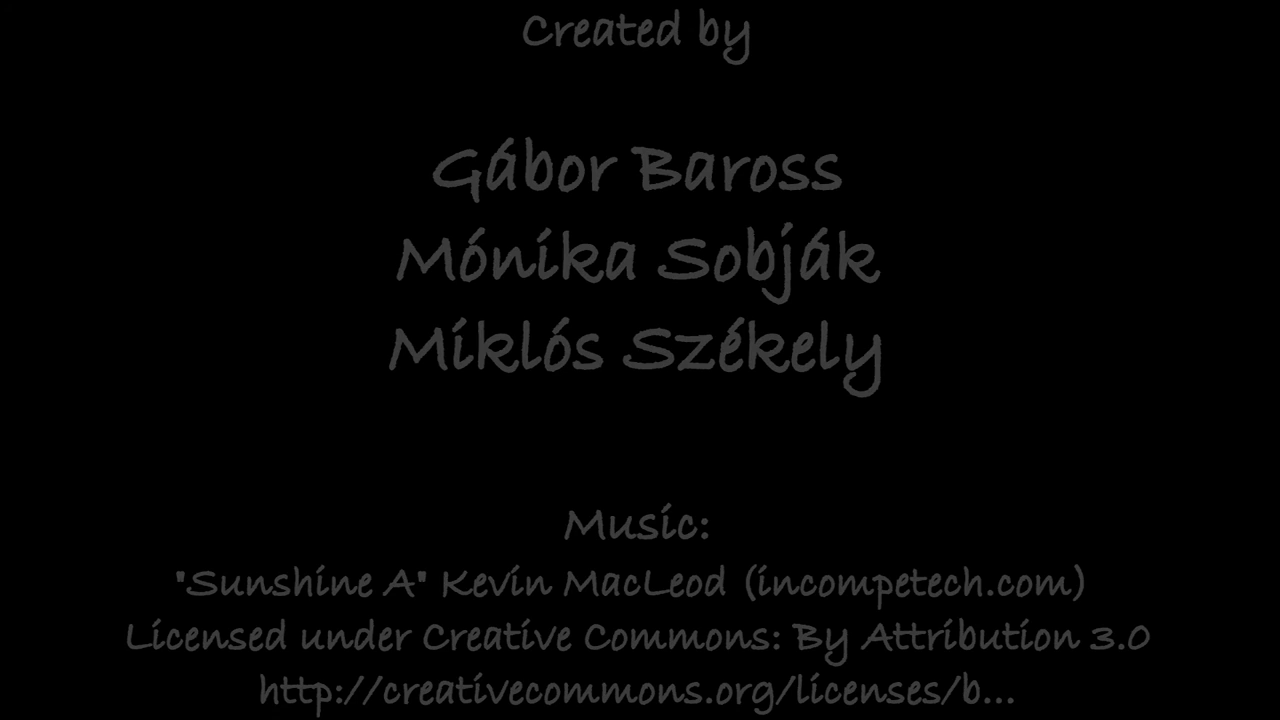 Created by
Gábor Baross
Mónika Sobják
Miklós Székely
Music:
"Sunshine A" Kevin MacLeod (incompetech.com)
Licensed under Creative Commons: By Attribution 3.0
http://creativecommons.org/licenses/b...